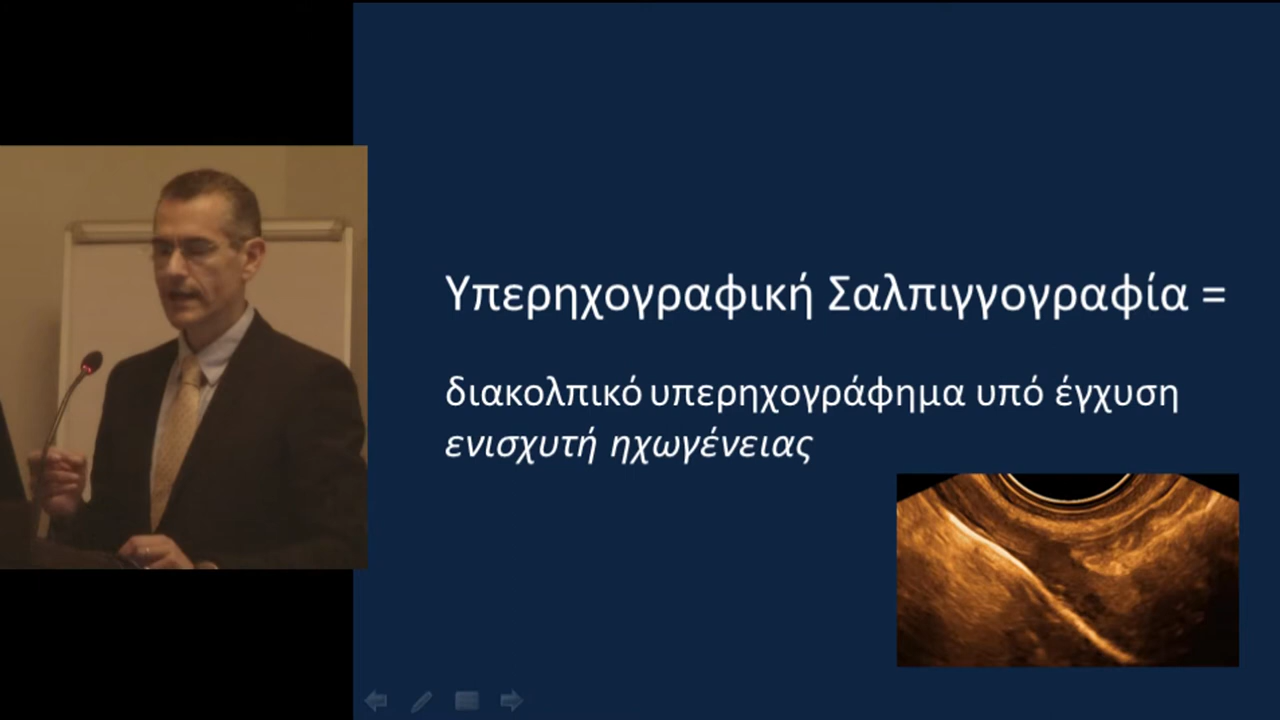 Υπερηχογραφική Σαλπιγγογραφία =
διακολπικό υπερηχογράφημα υπό έγχυση
ενισχυτή ηχωγένειας